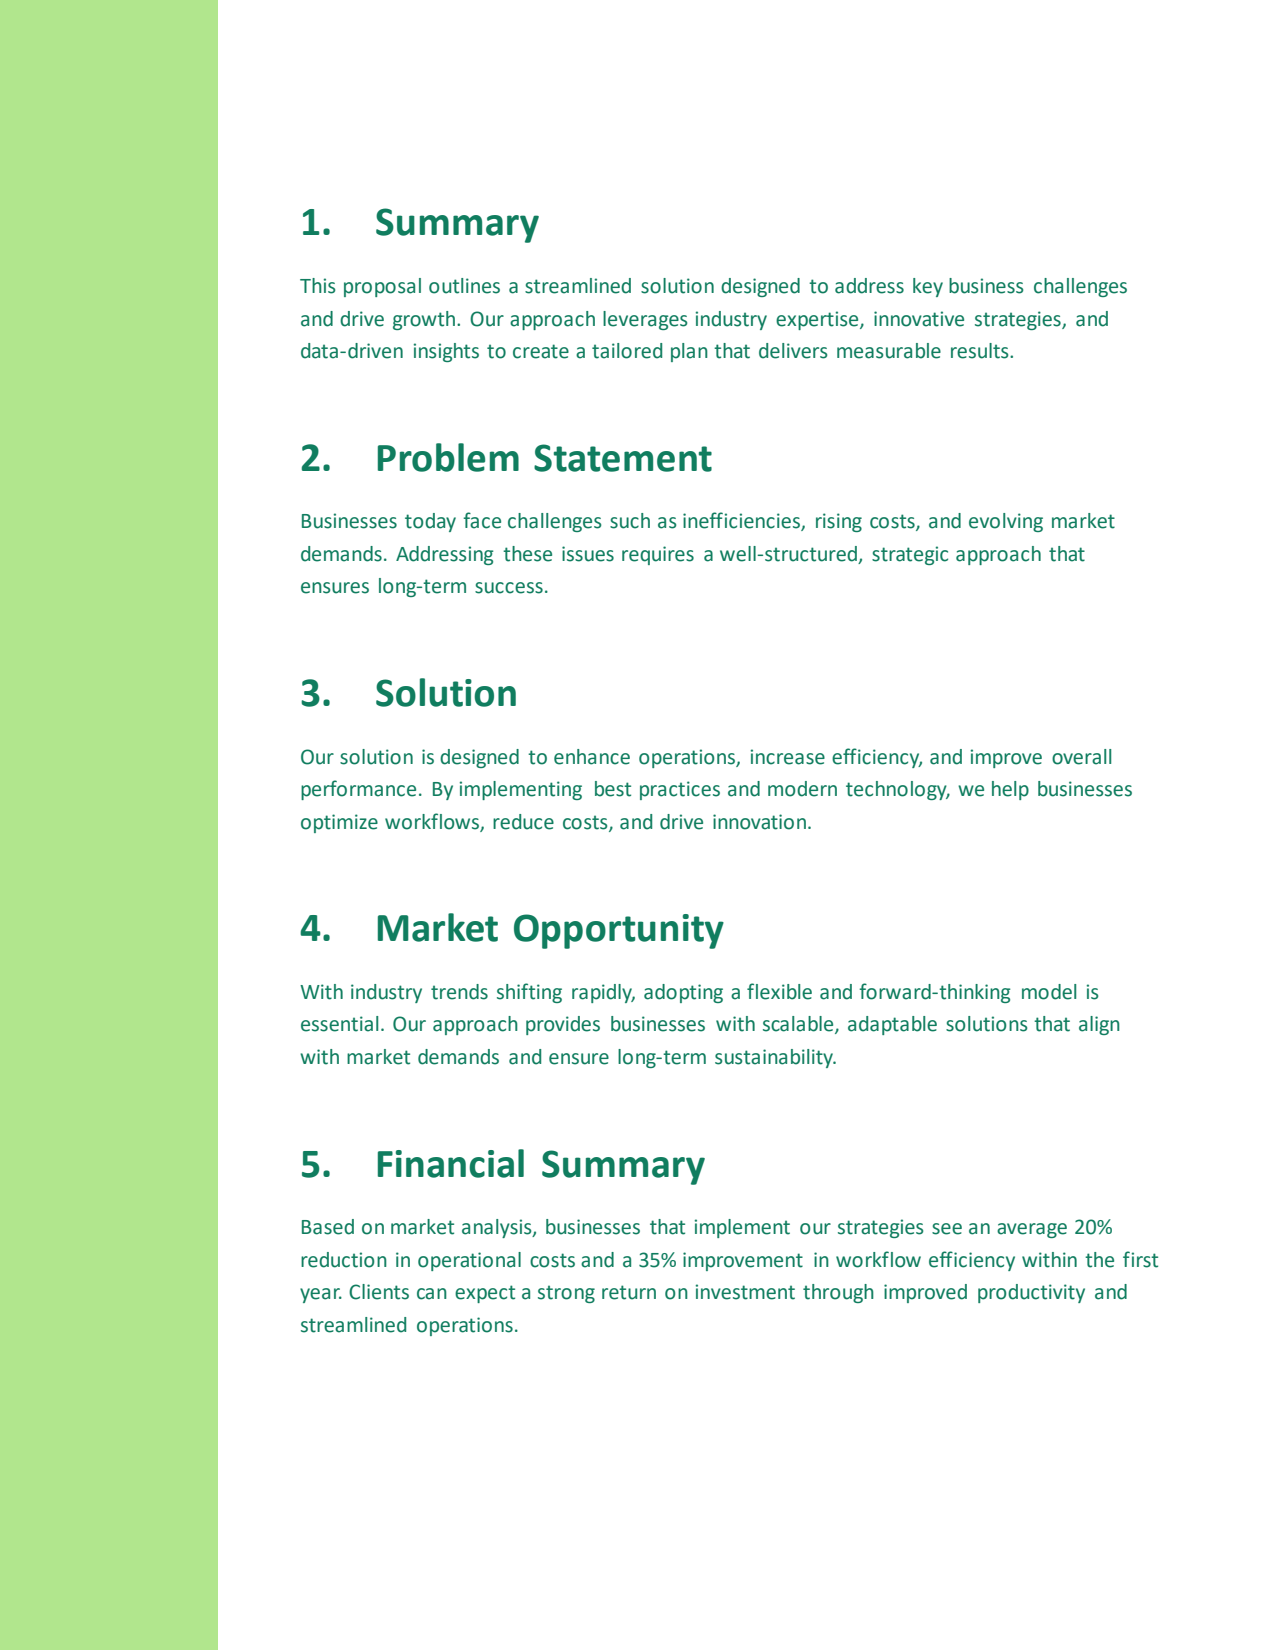 1. Summary
This proposal outlines a streamlined solution designed to address key business challenges
and drive growth. Our approach leverages industry expertise, innovative strategies, and
data-driven insights to create a tailored plan that delivers measurable results.
2. Problem Statement
Businesses today face challenges such as inefficiencies, rising costs, and evolving market
demands. Addressing these issues requires a well-structured, strategic approach that
ensures long-term success.
3. Solution
Our solution is designed to enhance operations, increase efficiency, and improve overall
performance. By implementing best practices and modern technology, we help businesses
optimize workflows, reduce costs, and drive innovation.
4. Market Opportunity
With industry trends shifting rapidly, adopting a flexible and forward-thinking model is
essential. Our approach provides businesses with scalable, adaptable solutions that align
with market demands and ensure long-term sustainability.
5. Financial Summary
Based on market analysis, businesses that implement our strategies see an average 20%
reduction in operational costs and a 35% improvement in workflow efficiency within the first
year. Clients can expect a strong return on investment through improved productivity and
streamlined operations.